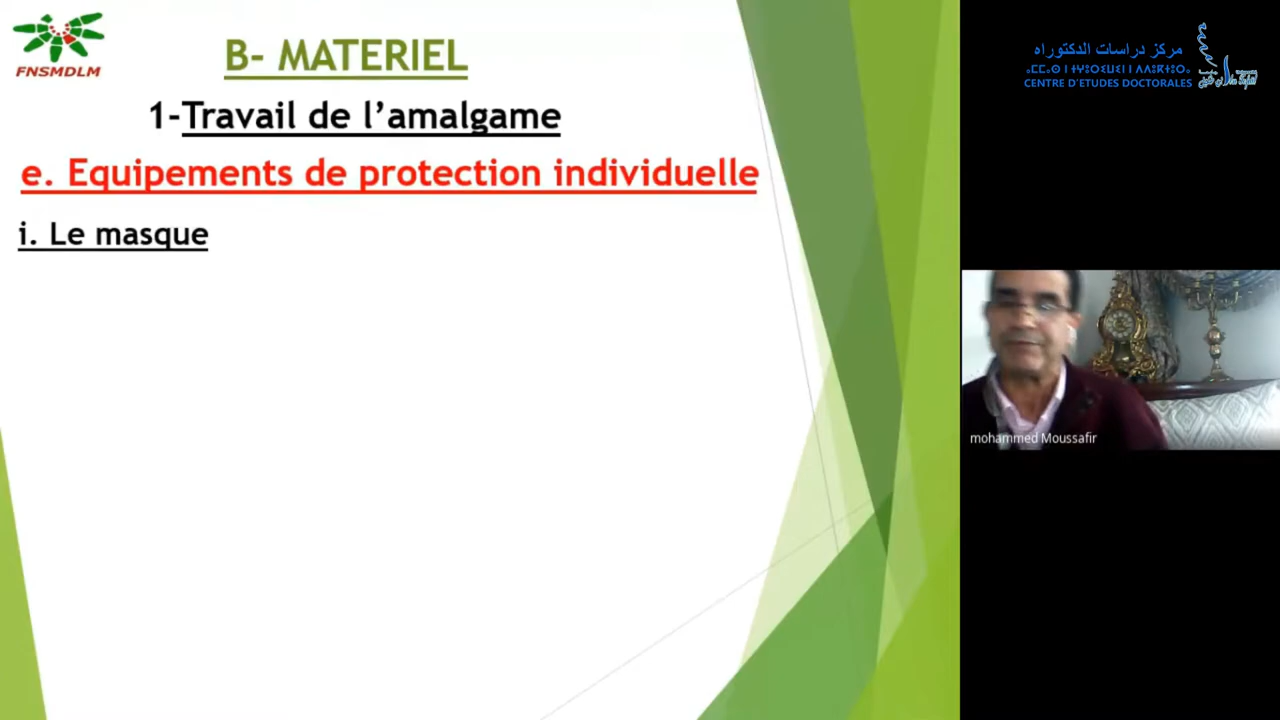 FNSMDLM
B- MATERIEL
1-Travail de l’amalgame
e. Equipements de protection individuelle
i. Le masque
مركز دراسات الدكتوراه
CENTRE D'ETUDES DOCTORALES
mohammed Moussafir